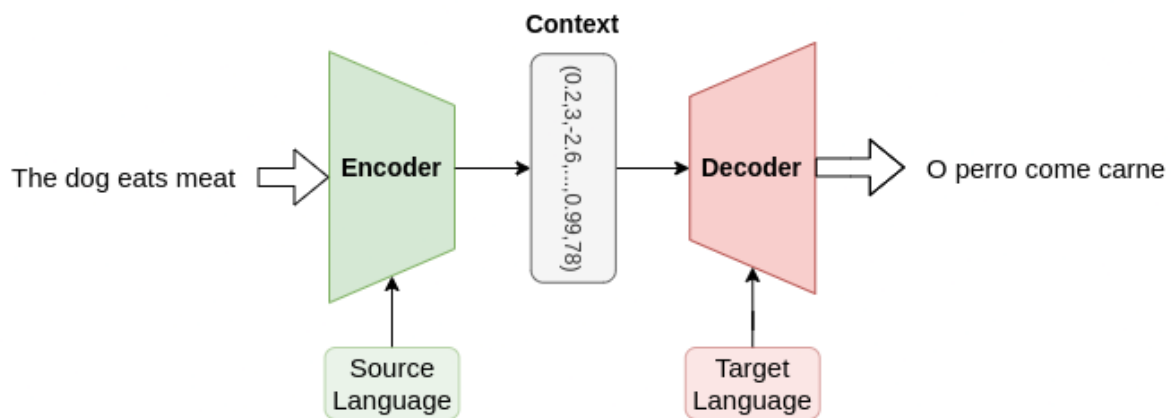 Context
The dog eats meat
Encoder
(0.2,3,-2.6,...,0.99,78)
Decoder
O perro come carne
Source
Language
Target
Language